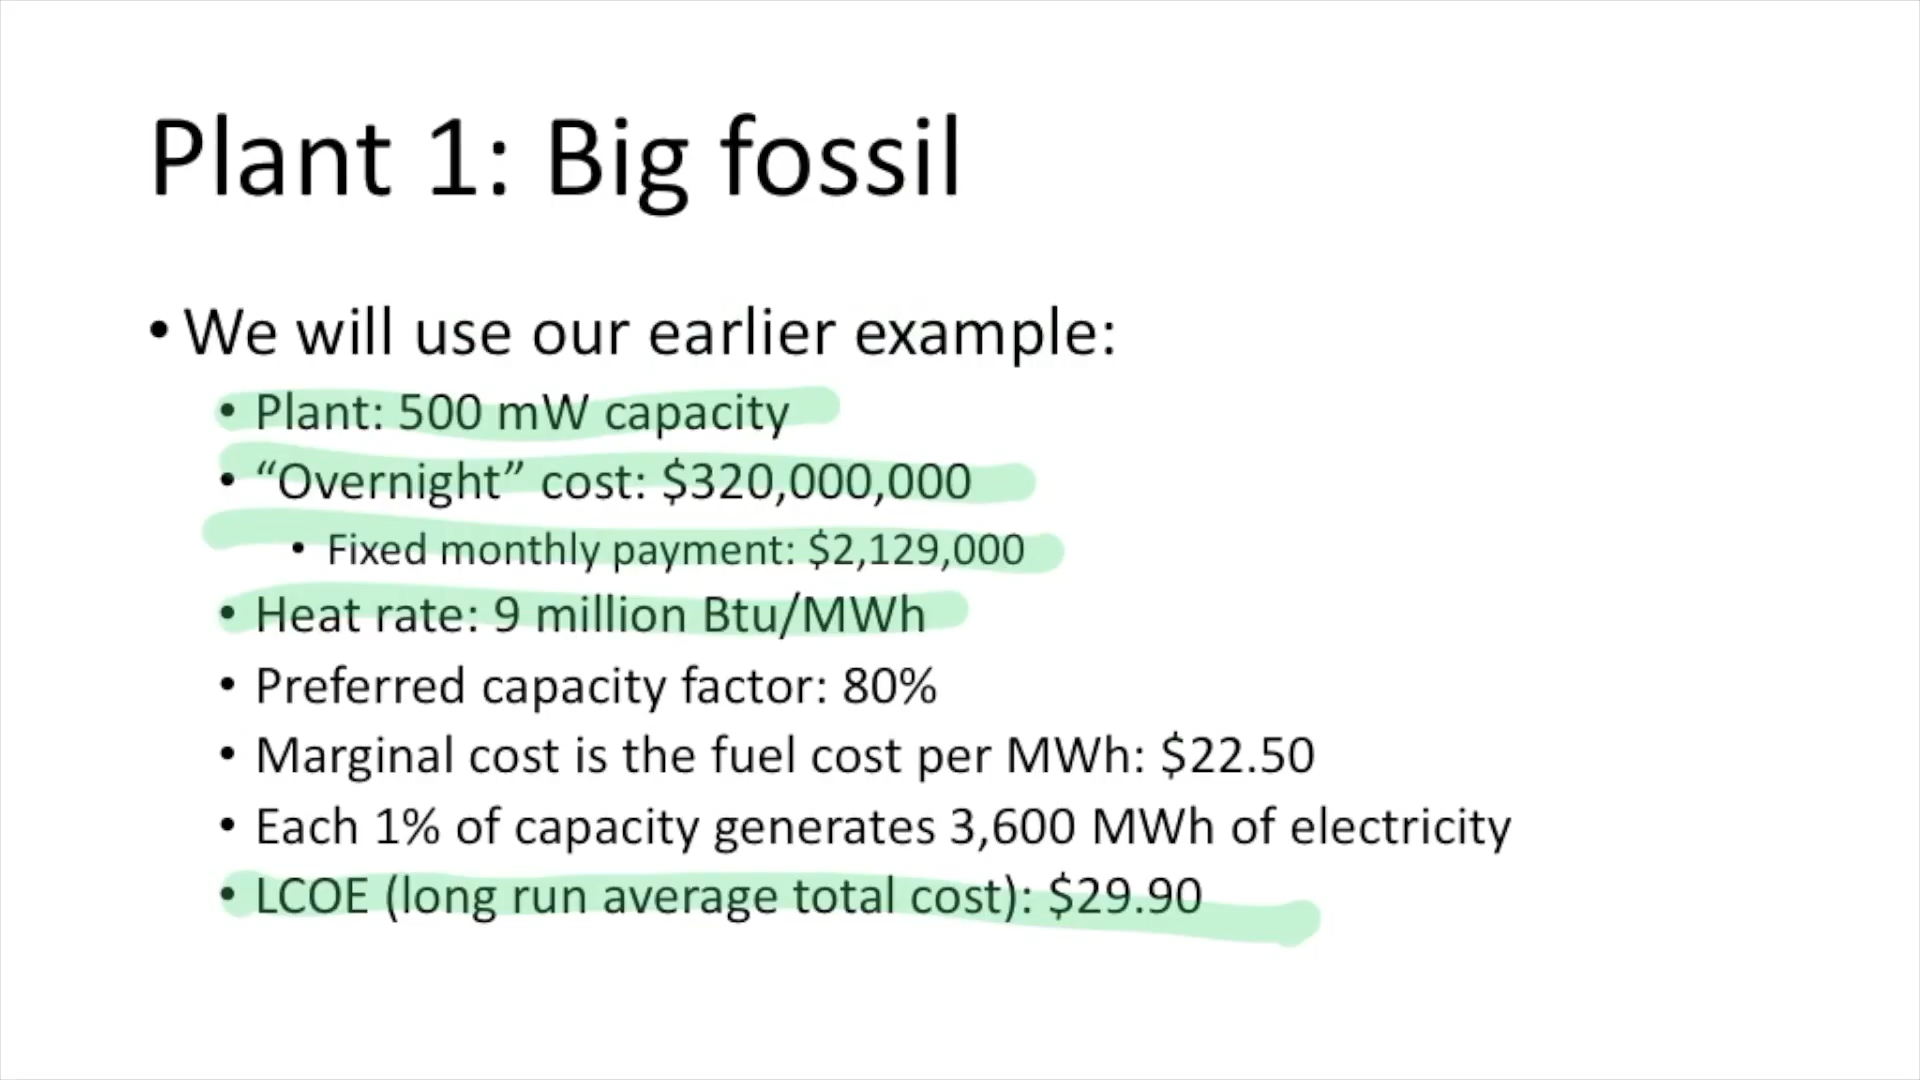 Plant 1: Big fossil
• We will use our earlier example:
• Plant: 500 mW capacity
• “Overnight” cost: $320,000,000
• Fixed monthly payment: $2,129,000
• Heat rate: 9 million Btu/MWh
• Preferred capacity factor: 80%
• Marginal cost is the fuel cost per MWh: $22.50
• Each 1% of capacity generates 3,600 MWh of electricity
• LCOE (long run average total cost): $29.90